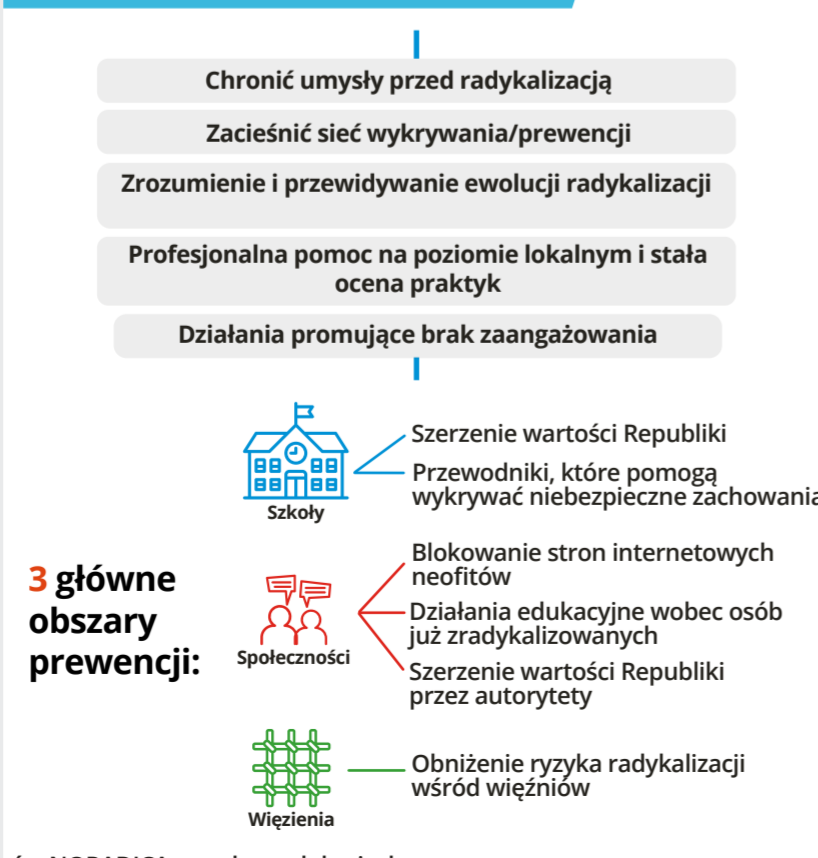 Chronić umysły przed radykalizacją
Zacieśnić sieć wykrywania/prewencji
Zrozumienie i przewidywanie ewolucji radykalizacji
Profesjonalna pomoc na poziomie lokalnym i stała
ocena praktyk
Działania promujące brak zaangażowania
Szerzenie wartości Republiki
Przewodniki, które pomogą
wykrywać niebezpieczne zachowania
Szkoły
3 główne
obszary
prewencji:
Blokowanie stron internetowych
neofitów
Działania edukacyjne wobec osób
już zradykalizowanych
Szerzenie wartości Republiki
przez autorytety
Społeczności
Obniżenie ryzyka radykalizacji
wśród więźniów
Więzienia